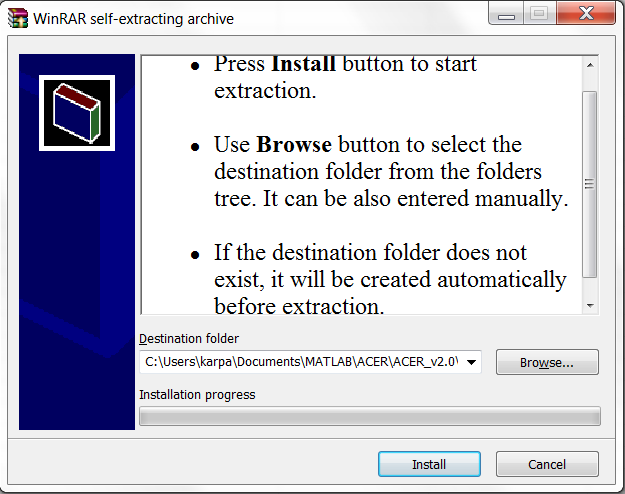 WinRAR self-extracting archive
• Press Install button to start
extraction.
• Use Browse button to select the
destination folder from the folders
tree. It can be also entered manually.
• If the destination folder does not
exist, it will be created automatically
before extraction.
Destination folder
C:\Users\karpa\Documents\MATLAB\ACER\ACER_v2.0\
Browse...
Installation progress
Install
Cancel